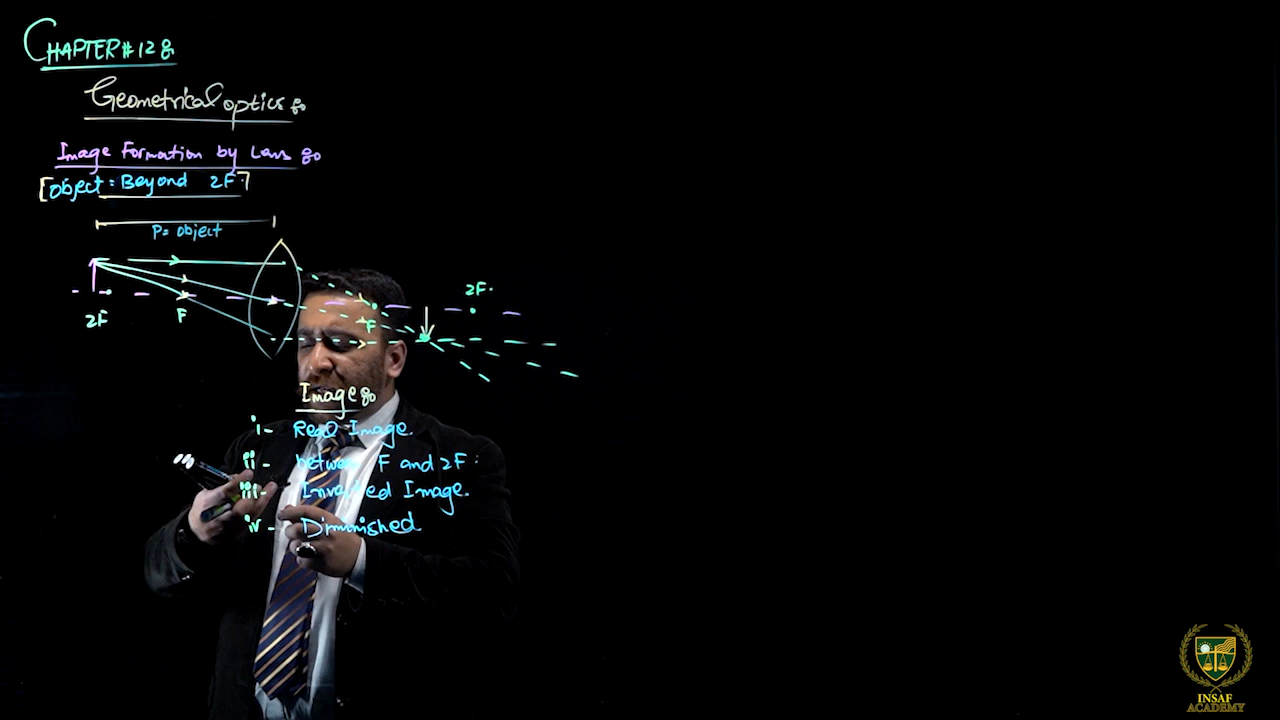 CHAPTER#12:
Geometrical optics:
Image Formation by Lens:
[Object: Beyond 2F.]
P= object
2F.
2F
F
F
Image:
i- Real Image.
ii- between F and 2F.
iii- Inverted Image.
iv- Diminished
INSAF
ACADEMY